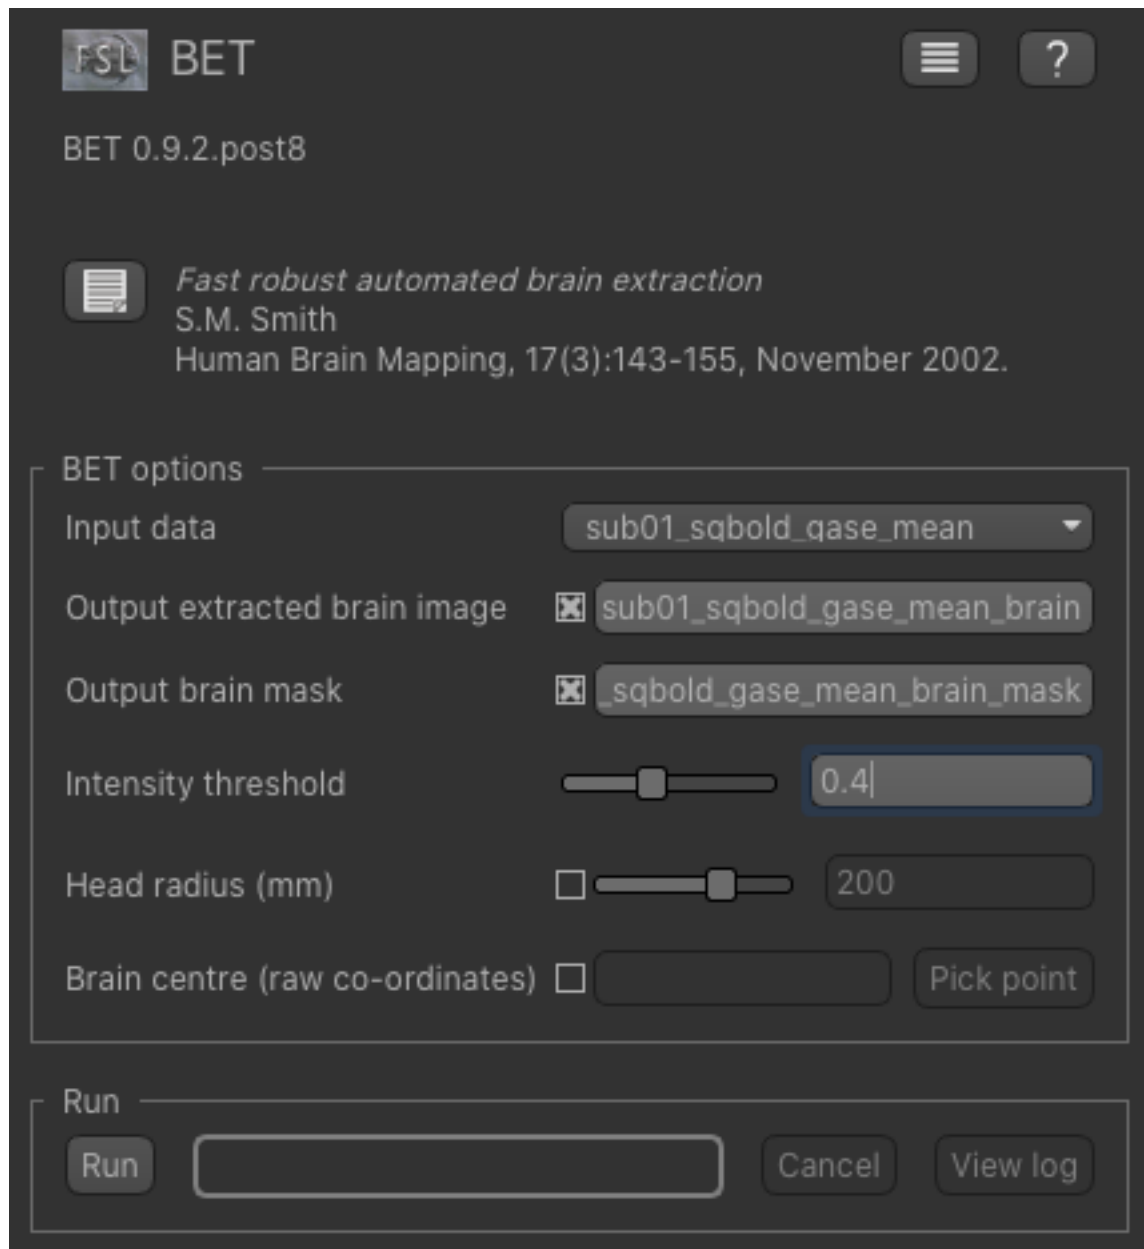 FSL BET
?
BET 0.9.2.post8
Fast robust automated brain extraction
S.M. Smith
Human Brain Mapping, 17(3):143-155, November 2002.
BET options
Input data sub01_sqbold_gase_mean
Output extracted brain image sub01_sqbold_gase_mean_brain
Output brain mask _sqbold_gase_mean_brain_mask
Intensity threshold 0.4
Head radius (mm) 200
Brain centre (raw co-ordinates) Pick point
Run
Run Cancel View log